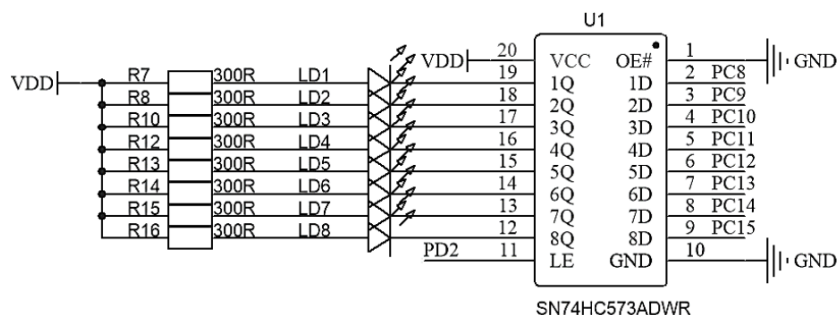 U1
VDD 20 VCC OE# 1 GND
VDD R7 300R LD1 19 1Q 1D 2 PC8
R8 300R LD2 18 2Q 2D 3 PC9
R10 300R LD3 17 3Q 3D 4 PC10
R12 300R LD4 16 4Q 4D 5 PC11
R13 300R LD5 15 5Q 5D 6 PC12
R14 300R LD6 14 6Q 6D 7 PC13
R15 300R LD7 13 7Q 7D 8 PC14
R16 300R LD8 12 8Q 8D 9 PC15
PD2 11 LE GND 10 GND
SN74HC573ADWR